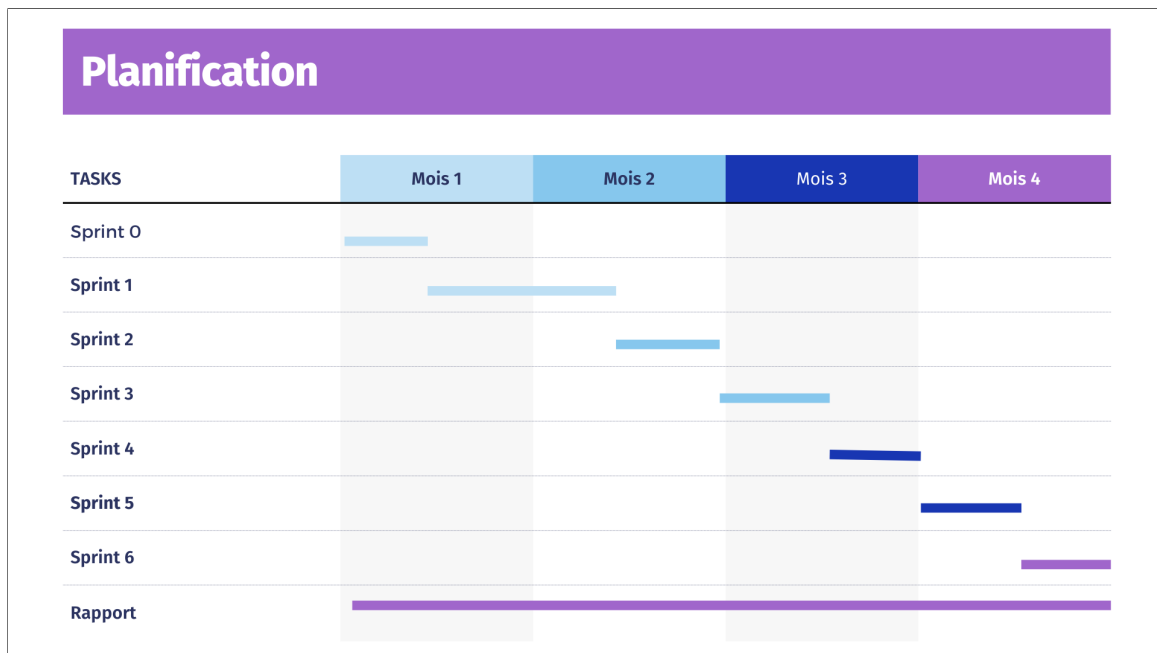 Planification
TASKS Mois 1 Mois 2 Mois 3 Mois 4
Sprint 0
Sprint 1
Sprint 2
Sprint 3
Sprint 4
Sprint 5
Sprint 6
Rapport